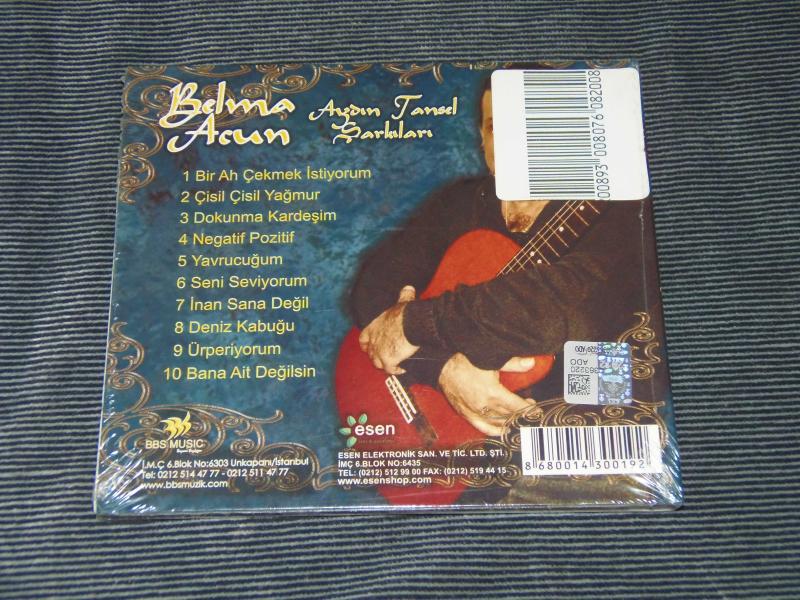 Belma
Acun
Aydın Tansel
Şarkıları
1 Bir Ah Çekmek İstiyorum
2 Çisil Çisil Yağmur
3 Dokunma Kardeşim
4 Negatif Pozitif
5 Yavrucuğum
6 Seni Seviyorum
7 İnan Sana Değil
8 Deniz Kabuğu
9 Ürperiyorum
10 Bana Ait Değilsin
00893 008076 082008
ADO
BBS MUSIC
İ.M.Ç 6.Blok No:6303 Unkapanı/İstanbul
Tel: 0212 514 47 77 - 0212 511 47 77
www.bbsmuzik.com
esen
ESEN ELEKTRONİK SAN. VE TİC. LTD. ŞTİ.
İMÇ 6.BLOK NO:6435
TEL: (0212) 512 99 00 FAX: (0212) 519 44 15
www.esenshop.com
8 680014 300192